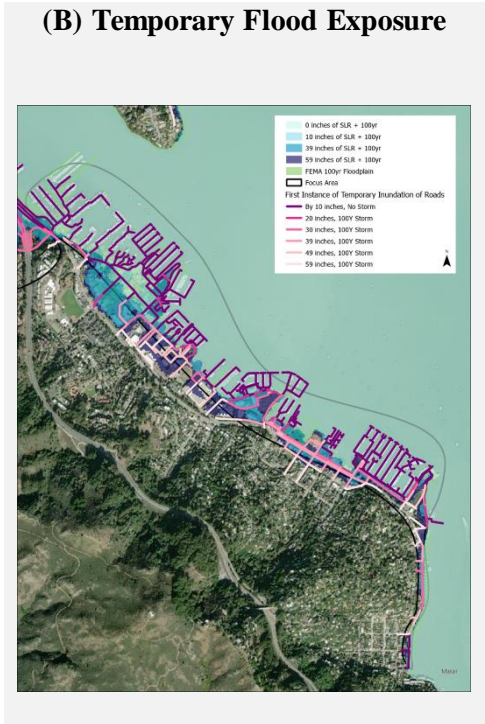 (B) Temporary Flood Exposure
0 inches of SLR + 100yr
10 inches of SLR + 100yr
39 inches of SLR + 100yr
59 inches of SLR + 100yr
FEMA 100yr Floodplain
Focus Area
First Instance of Temporary Inundation of Roads
By 10 inches, No Storm
20 inches, 100Y Storm
30 inches, 100Y Storm
39 inches, 100Y Storm
49 inches, 100Y Storm
59 inches, 100Y Storm